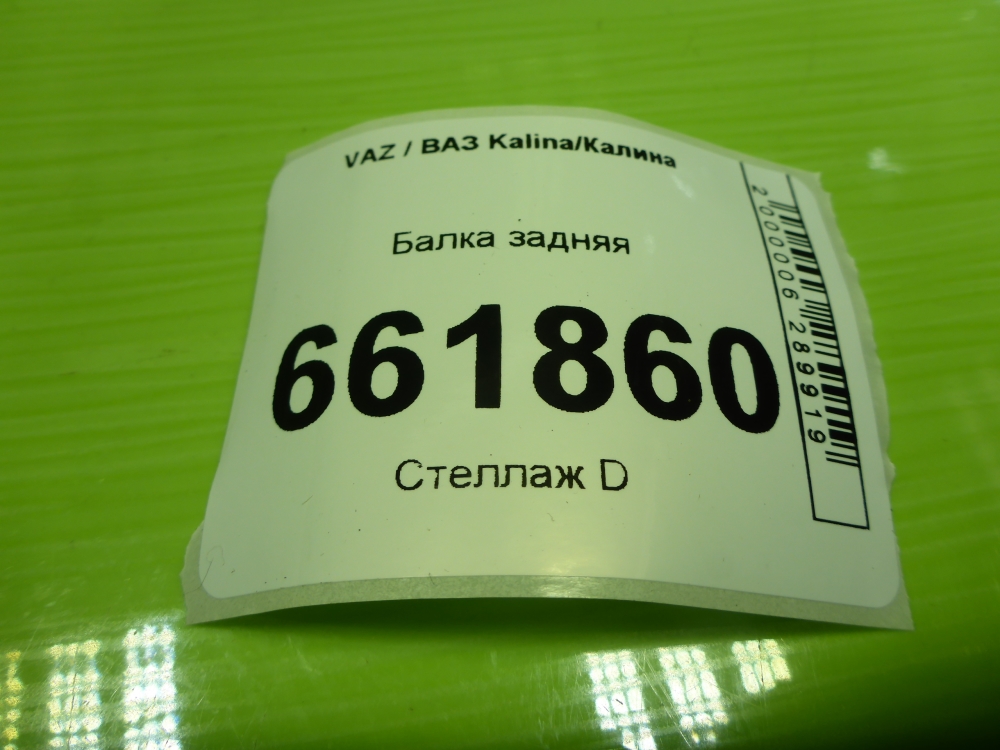 VAZ / ВАЗ Kalina/Калина
Балка задняя
661860
Стеллаж D
2000006289919